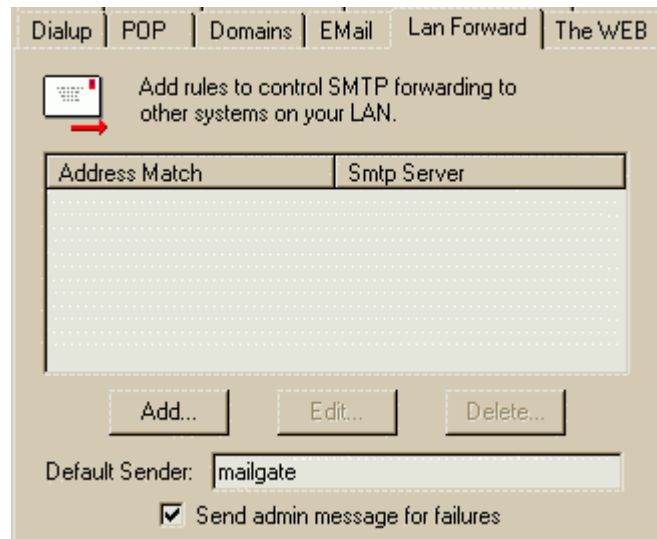 Dialup POP Domains EMail Lan Forward The WEB
Add rules to control SMTP forwarding to
other systems on your LAN.
Address Match Smtp Server
Add... Edit... Delete...
Default Sender: mailgate
Send admin message for failures